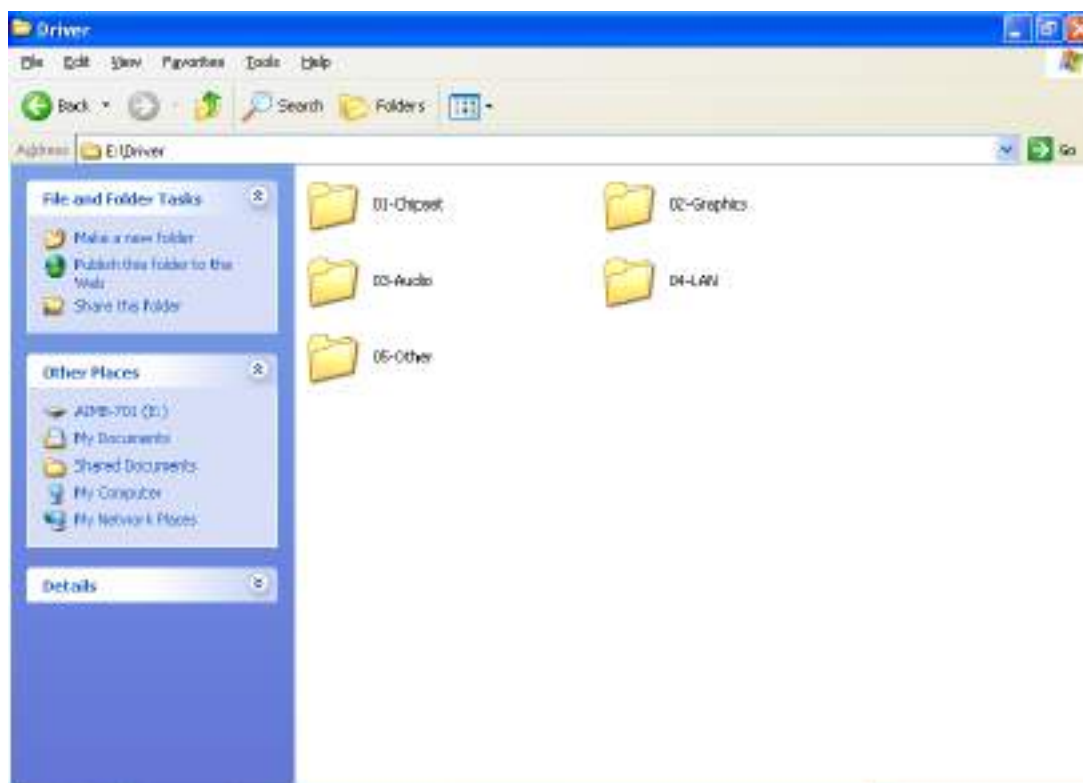 Driver
File Edit View Favorites Tools Help
Back Search Folders
Address E:\Driver Go
File and Folder Tasks
Make a new folder
Publish this folder to the
Web
Share this folder
Other Places
AIMB-701 (E:)
My Documents
Shared Documents
My Computer
My Network Places
Details
01-Chipset 02-Graphics
03-Audio 04-LAN
05-Other